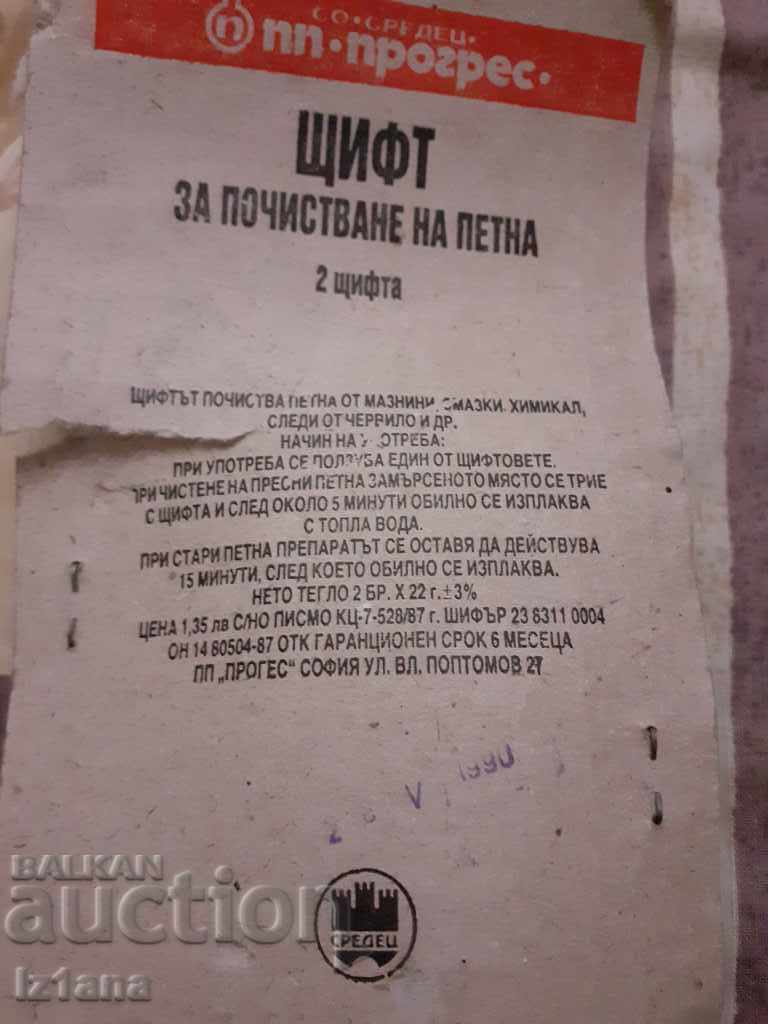 СО·СРЕДЕЦ·
ПП·прогрес·
ЩИФТ
ЗА ПОЧИСТВАНЕ НА ПЕТНА
2 щифта
ЩИФТЪТ ПОЧИСТВА ПЕТНА ОТ МАЗНИНИ, СМАЗКИ, ХИМИКАЛ,
СЛЕДИ ОТ ЧЕРВИЛО И ДР.
НАЧИН НА УПОТРЕБА:
ПРИ УПОТРЕБА СЕ ПОЛЗУВА ЕДИН ОТ ЩИФТОВЕТЕ.
ПРИ ЧИСТЕНЕ НА ПРЕСНИ ПЕТНА ЗАМЪРСЕНОТО МЯСТО СЕ ТРИЕ
С ЩИФТА И СЛЕД ОКОЛО 5 МИНУТИ ОБИЛНО СЕ ИЗПЛАКВА
С ТОПЛА ВОДА.
ПРИ СТАРИ ПЕТНА ПРЕПАРАТЪТ СЕ ОСТАВЯ ДА ДЕЙСТВУВА
15 МИНУТИ, СЛЕД КОЕТО ОБИЛНО СЕ ИЗПЛАКВА.
НЕТО ТЕГЛО 2 БР. Х 22 г.±3%
ЦЕНА 1,35 лв С/НО ПИСМО КЦ-7-528/87 г. ШИФЪР 23 8311 0004
ОН 14 80504-87 ОТК ГАРАНЦИОНЕН СРОК 6 МЕСЕЦА
ПП „ПРОГЕС" СОФИЯ УЛ. ВЛ. ПОПТОМОВ 27
V 1990
СРЕДЕЦ
BALKAN
auction
Iz1ana